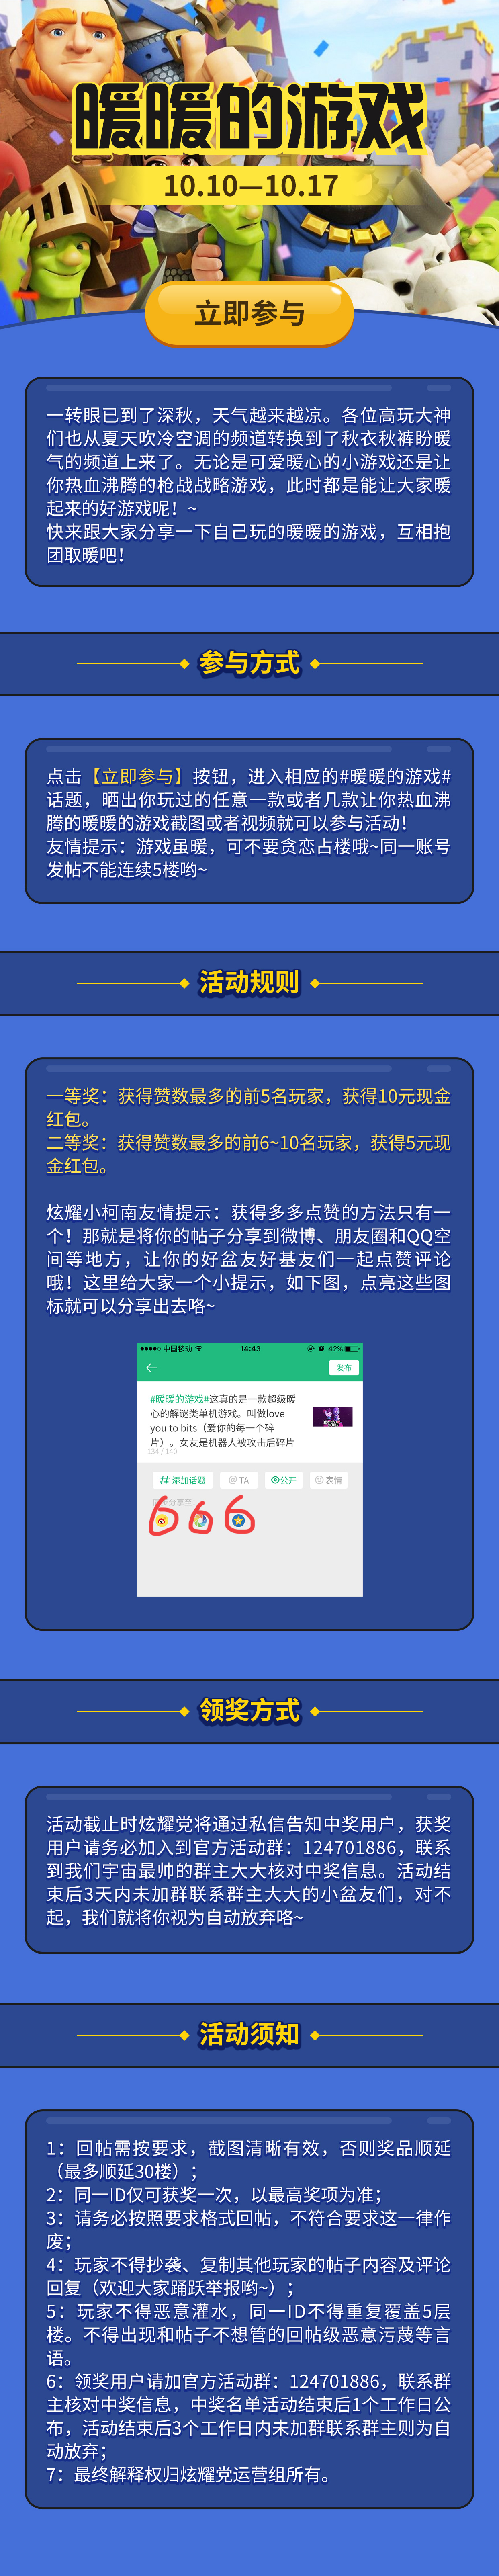 暖暖的游戏
10.10—10.17
立即参与
一转眼已到了深秋，天气越来越凉。各位高玩大神
们也从夏天吹冷空调的频道转换到了秋衣秋裤盼暖
气的频道上来了。无论是可爱暖心的小游戏还是让
你热血沸腾的枪战战略游戏，此时都是能让大家暖
起来的好游戏呢！~
快来跟大家分享一下自己玩的暖暖的游戏，互相抱
团取暖吧！
参与方式
点击【立即参与】按钮，进入相应的#暖暖的游戏#
话题，晒出你玩过的任意一款或者几款让你热血沸
腾的暖暖的游戏截图或者视频就可以参与活动！
友情提示：游戏虽暖，可不要贪恋占楼哦~同一账号
发帖不能连续5楼哟~
活动规则
一等奖：获得赞数最多的前5名玩家，获得10元现金
红包。
二等奖：获得赞数最多的前6~10名玩家，获得5元现
金红包。
炫耀小柯南友情提示：获得多多点赞的方法只有一
个！那就是将你的帖子分享到微博、朋友圈和QQ空
间等地方，让你的好盆友好基友们一起点赞评论
哦！这里给大家一个小提示，如下图，点亮这些图
标就可以分享出去咯~
中国移动 14:43 42%
发布
#暖暖的游戏#这真的是一款超级暖
心的解谜类单机游戏。叫做love
you to bits（爱你的每一个碎
片）。女友是机器人被攻击后碎片
134 / 140
添加话题 @TA 公开 表情
分享至：
666
领奖方式
活动截止时炫耀党将通过私信告知中奖用户，获奖
用户请务必加入到官方活动群：124701886，联系
到我们宇宙最帅的群主大大核对中奖信息。活动结
束后3天内未加群联系群主大大的小盆友们，对不
起，我们就将你视为自动放弃咯~
活动须知
1：回帖需按要求，截图清晰有效，否则奖品顺延
（最多顺延30楼）；
2：同一ID仅可获奖一次，以最高奖项为准；
3：请务必按照要求格式回帖，不符合要求这一律作
废；
4：玩家不得抄袭、复制其他玩家的帖子内容及评论
回复（欢迎大家踊跃举报哟~）；
5：玩家不得恶意灌水，同一ID不得重复覆盖5层
楼。不得出现和帖子不想管的回帖级恶意污蔑等言
语。
6：领奖用户请加官方活动群：124701886，联系群
主核对中奖信息，中奖名单活动结束后1个工作日公
布，活动结束后3个工作日内未加群联系群主则为自
动放弃；
7：最终解释权归炫耀党运营组所有。